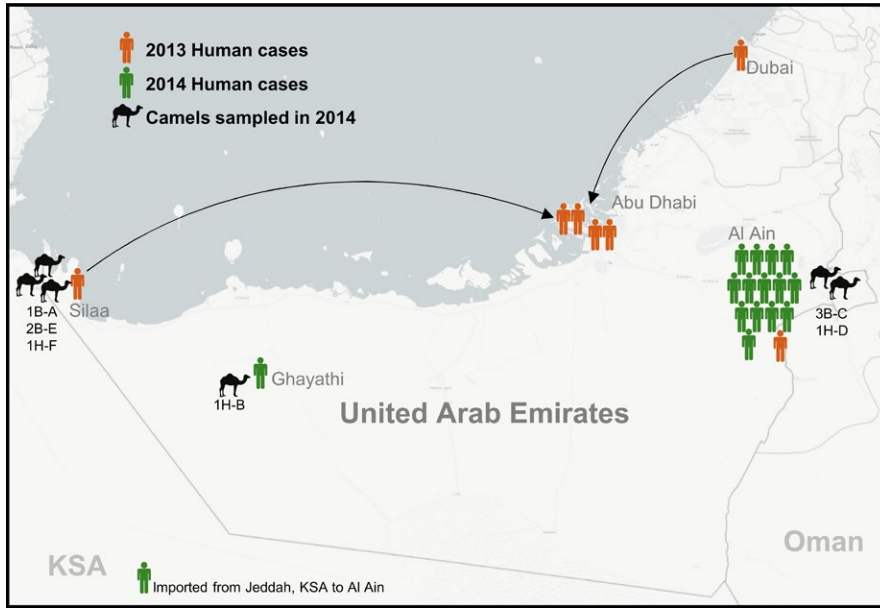 2013 Human cases
2014 Human cases
Camels sampled in 2014
Dubai
Abu Dhabi
Al Ain
Silaa
1B-A
2B-E
1H-F
3B-C
1H-D
Ghayathi
1H-B
United Arab Emirates
Oman
KSA
Imported from Jeddah, KSA to Al Ain